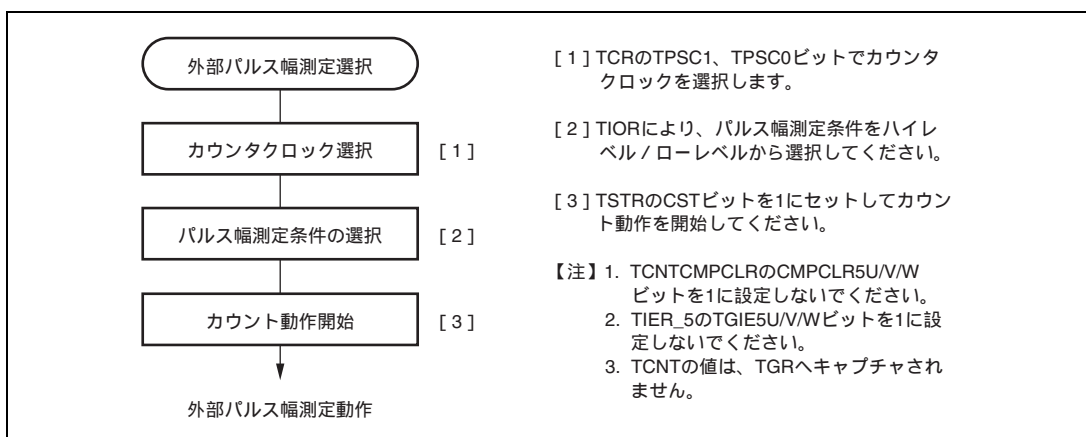 外部パルス幅測定選択
カウンタクロック選択 [ 1 ]
パルス幅測定条件の選択 [ 2 ]
カウント動作開始 [ 3 ]
外部パルス幅測定動作
[ 1 ] TCRのTPSC1、TPSC0ビットでカウンタ
クロックを選択します。
[ 2 ] TIORにより、パルス幅測定条件をハイレ
ベル / ローレベルから選択してください。
[ 3 ] TSTRのCSTビットを1にセットしてカウン
ト動作を開始してください。
【注】1. TCNTCMPCLRのCMPCLR5U/V/W
ビットを1に設定しないでください。
2. TIER_5のTGIE5U/V/Wビットを1に設
定しないでください。
3. TCNTの値は、TGRへキャプチャされ
ません。